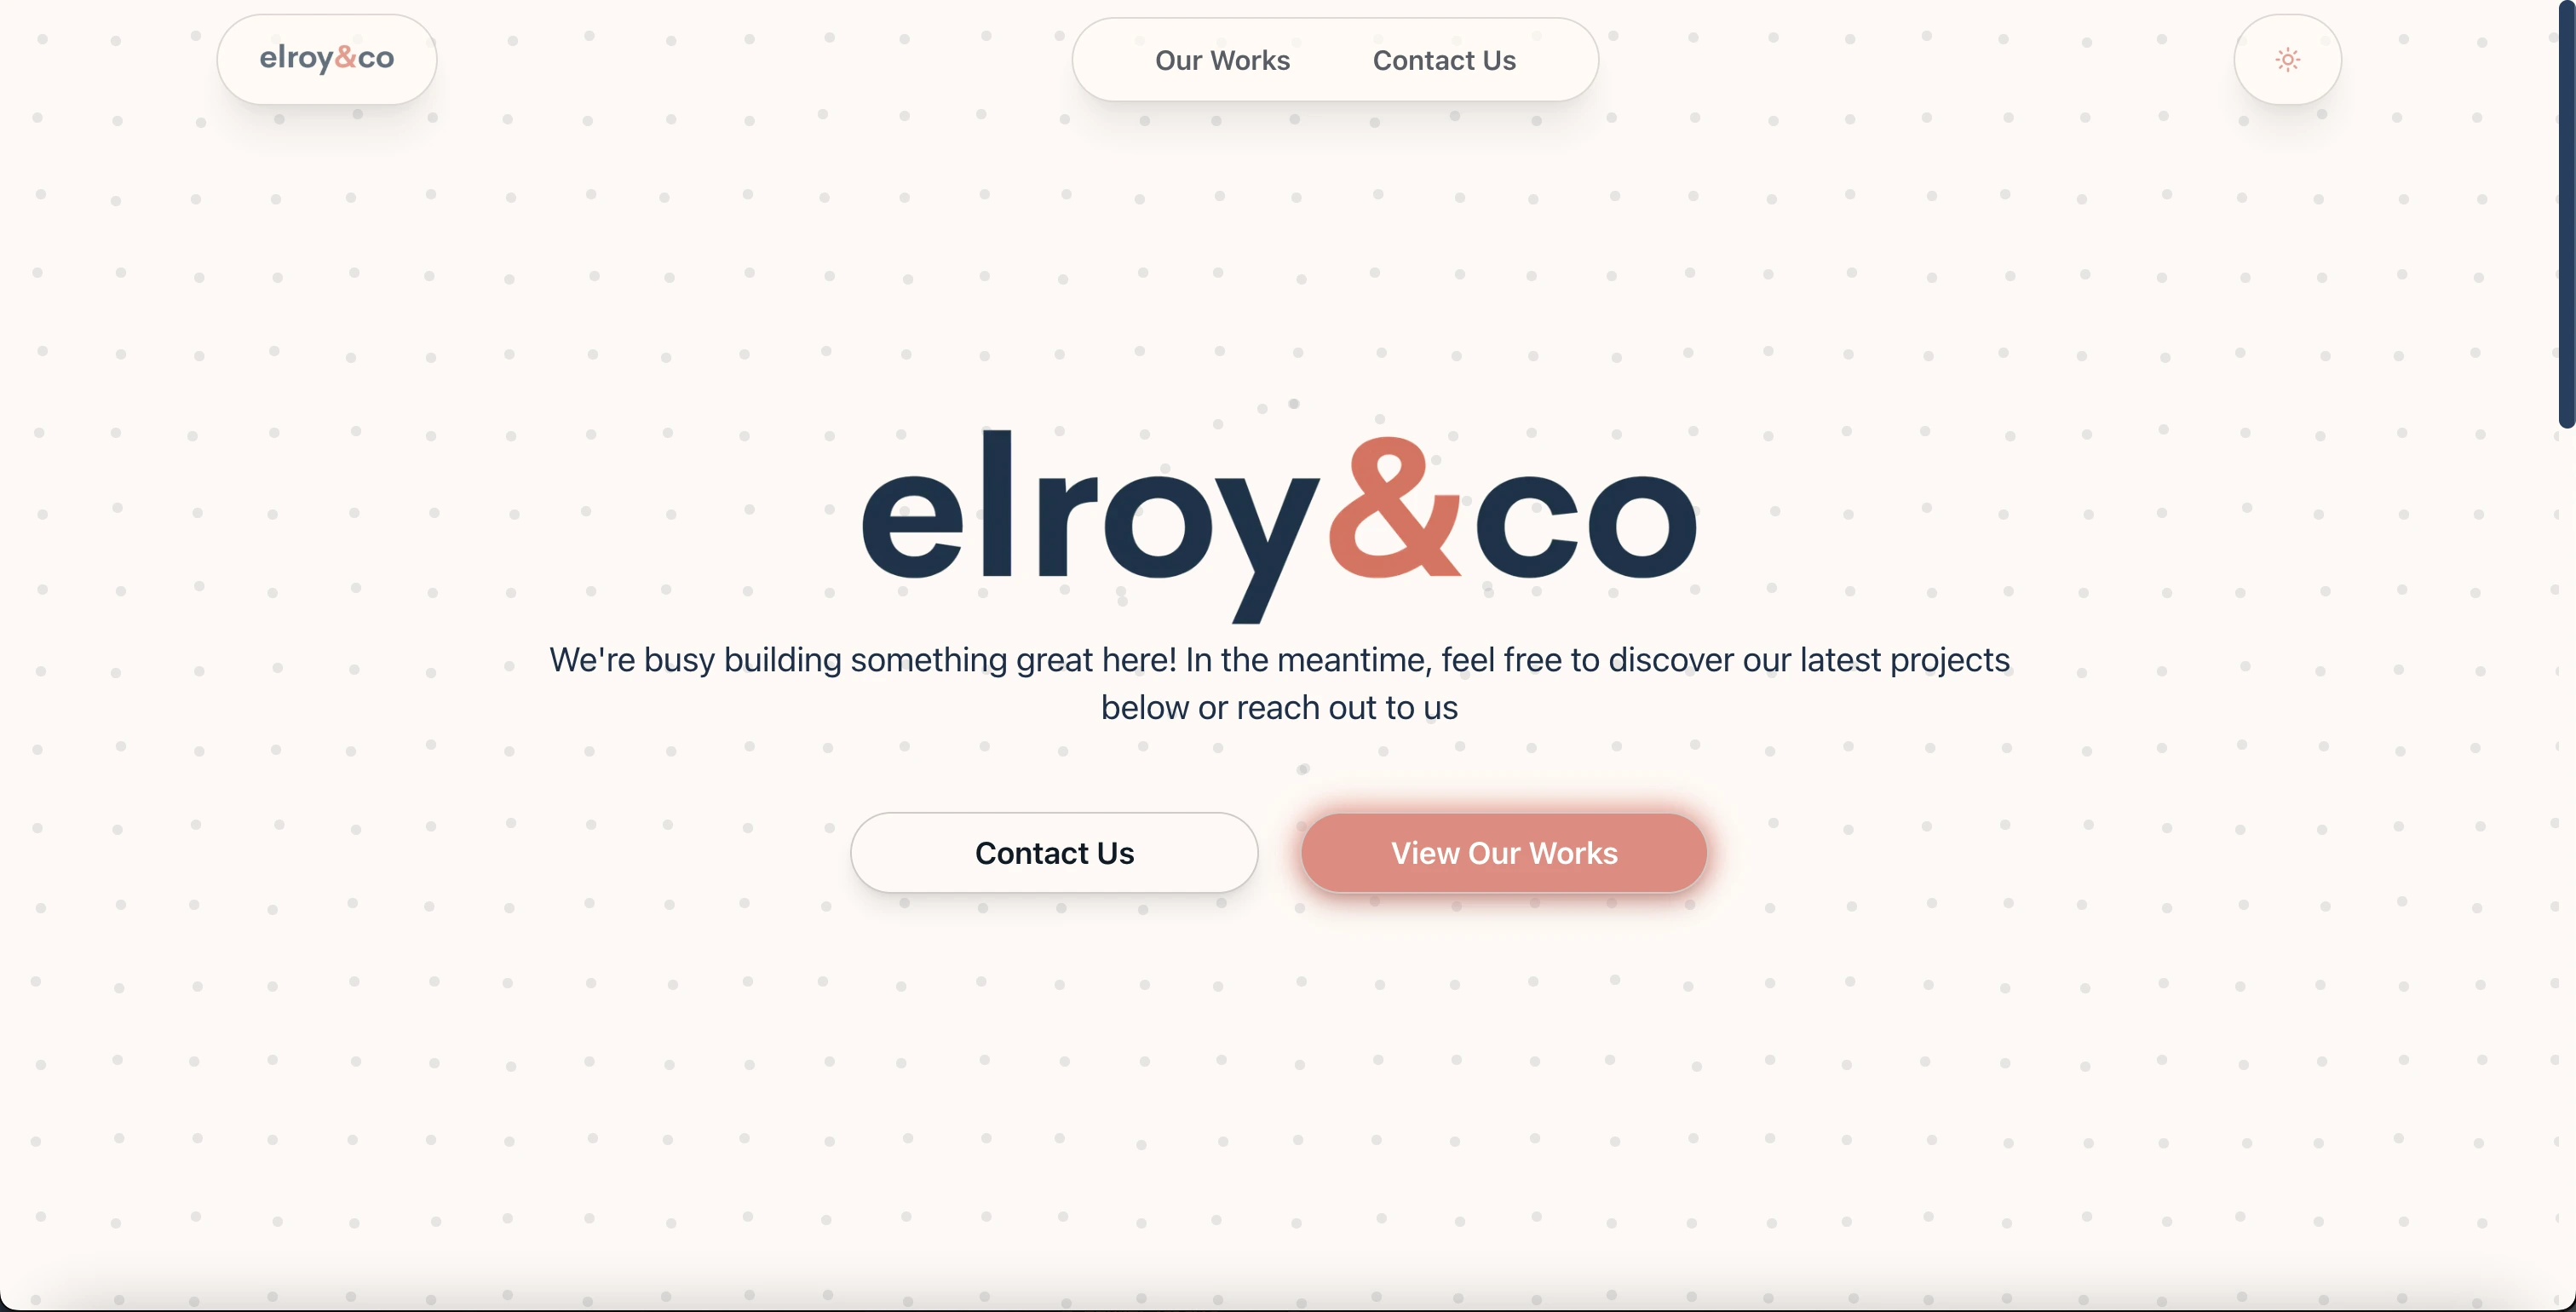 elroy&co
Our Works
Contact Us
elroy&co
We're busy building something great here! In the meantime, feel free to discover our latest projects
below or reach out to us
Contact Us
View Our Works